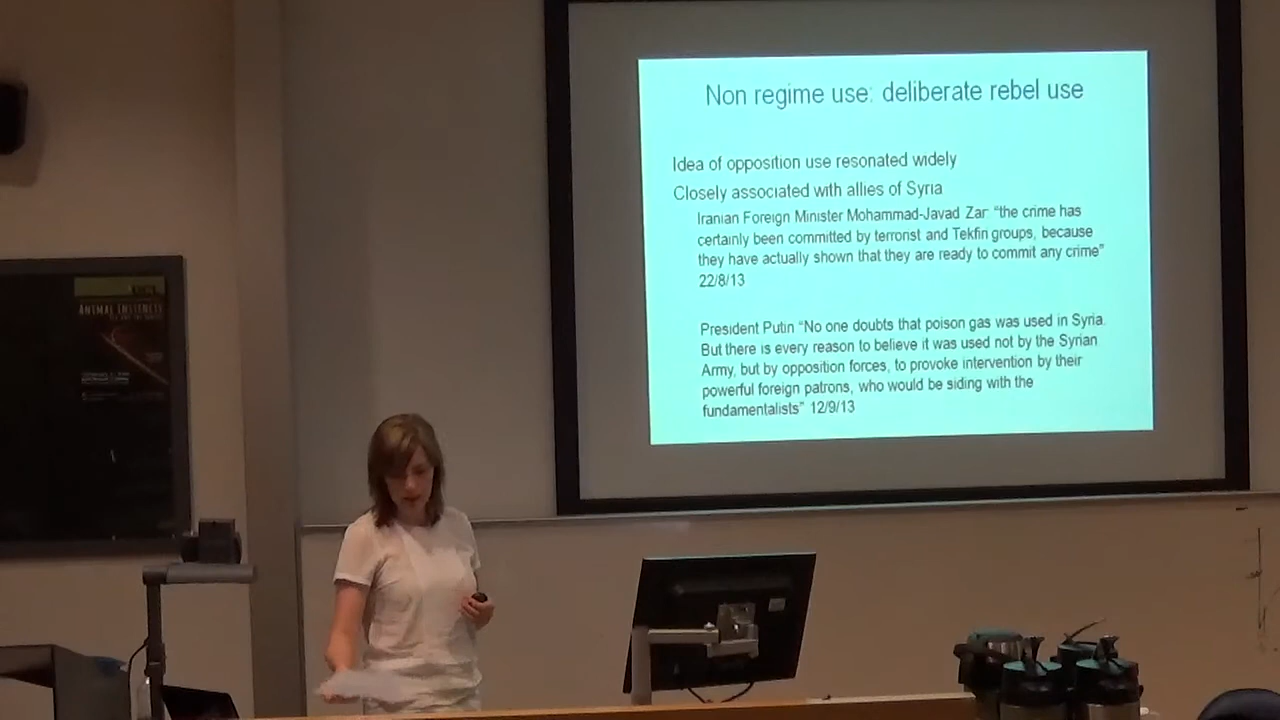 Non regime use: deliberate rebel use
Idea of opposition use resonated widely
Closely associated with allies of Syria
Iranian Foreign Minister Mohammad-Javad Zar "the crime has
certainly been committed by terrorist and Tekfiri groups, because
they have actually shown that they are ready to commit any crime"
22/8/13
President Putin "No one doubts that poison gas was used in Syria.
But there is every reason to believe it was used not by the Syrian
Army, but by opposition forces, to provoke intervention by their
powerful foreign patrons, who would be siding with the
fundamentalists" 12/9/13
UCL
ANIMAL INSTINCTS